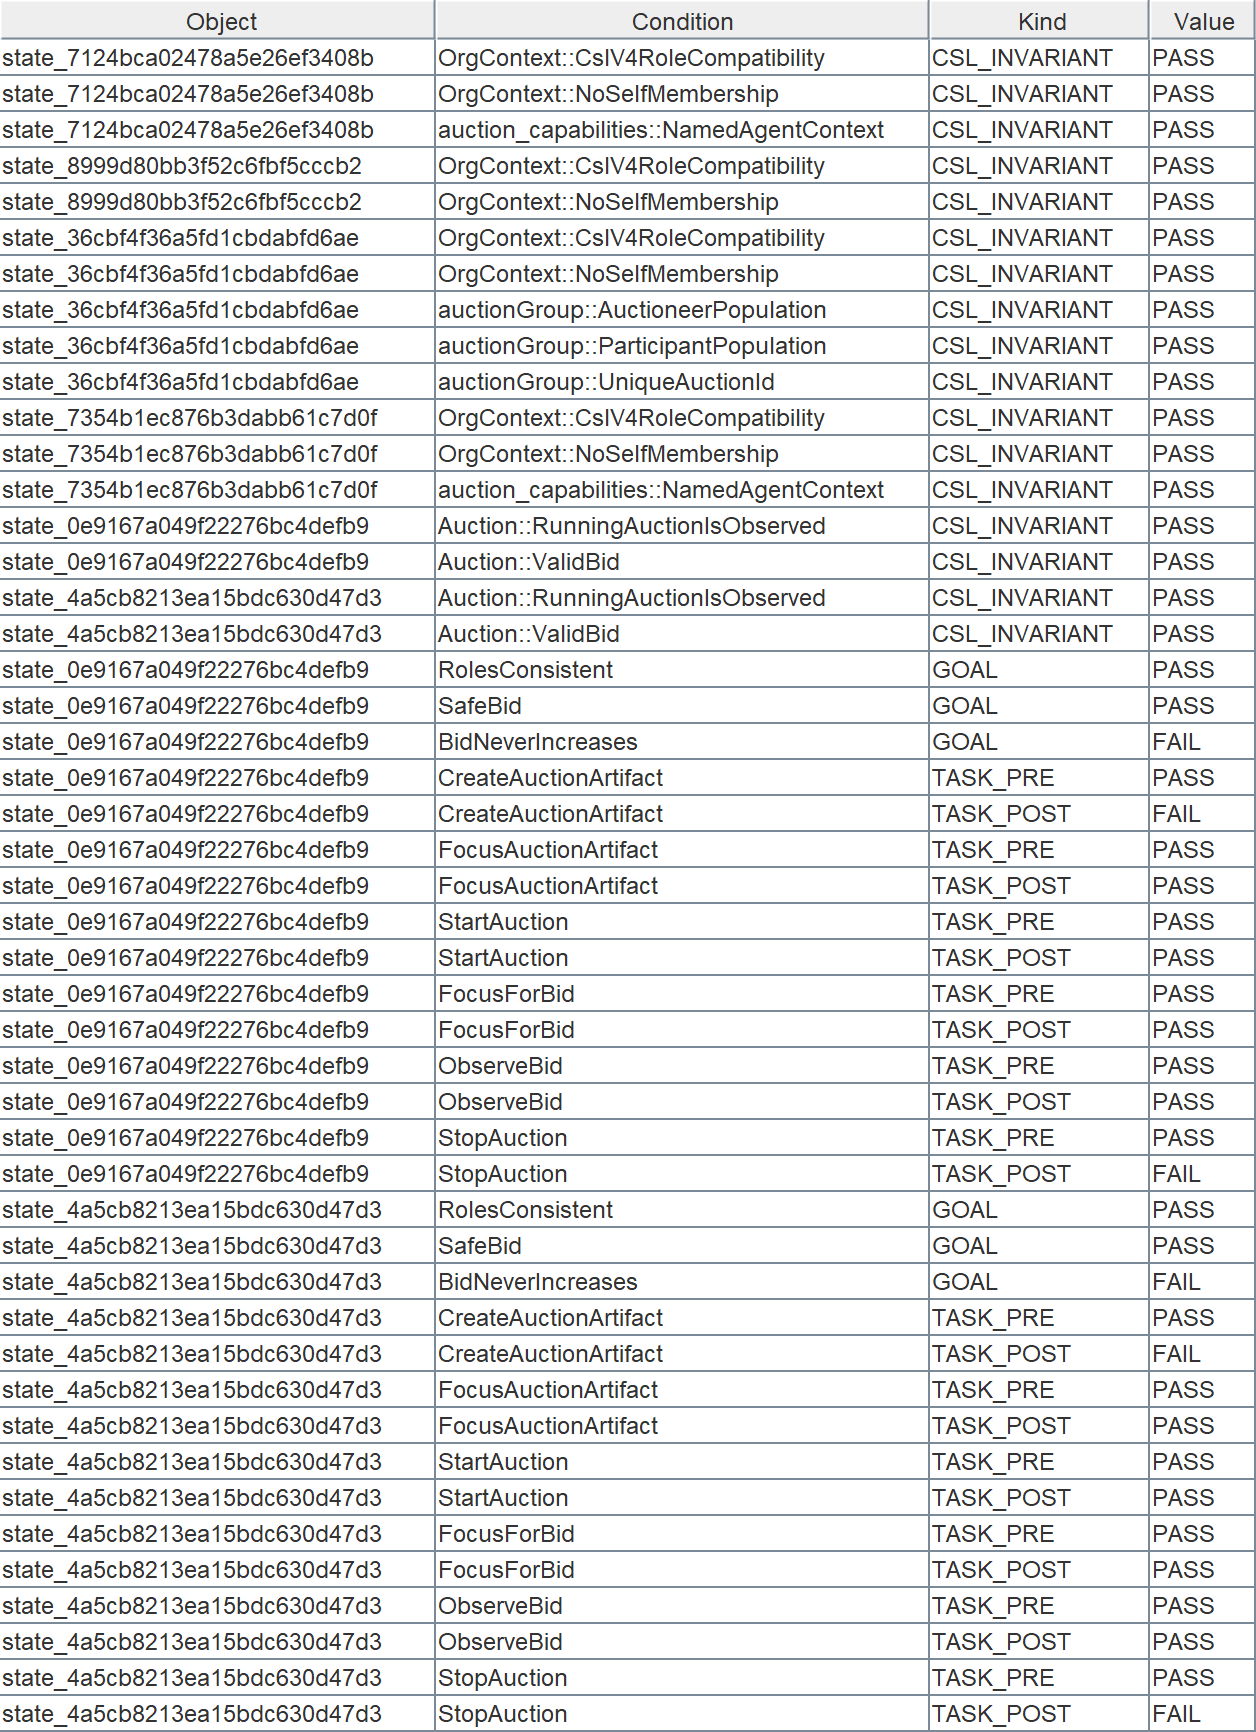 Object Condition Kind Value
state_7124bca02478a5e26ef3408b OrgContext::CslV4RoleCompatibility CSL_INVARIANT PASS
state_7124bca02478a5e26ef3408b OrgContext::NoSelfMembership CSL_INVARIANT PASS
state_7124bca02478a5e26ef3408b auction_capabilities::NamedAgentContext CSL_INVARIANT PASS
state_8999d80bb3f52c6fbf5cccb2 OrgContext::CslV4RoleCompatibility CSL_INVARIANT PASS
state_8999d80bb3f52c6fbf5cccb2 OrgContext::NoSelfMembership CSL_INVARIANT PASS
state_36cbf4f36a5fd1cbdabfd6ae OrgContext::CslV4RoleCompatibility CSL_INVARIANT PASS
state_36cbf4f36a5fd1cbdabfd6ae OrgContext::NoSelfMembership CSL_INVARIANT PASS
state_36cbf4f36a5fd1cbdabfd6ae auctionGroup::AuctioneerPopulation CSL_INVARIANT PASS
state_36cbf4f36a5fd1cbdabfd6ae auctionGroup::ParticipantPopulation CSL_INVARIANT PASS
state_36cbf4f36a5fd1cbdabfd6ae auctionGroup::UniqueAuctionId CSL_INVARIANT PASS
state_7354b1ec876b3dabb61c7d0f OrgContext::CslV4RoleCompatibility CSL_INVARIANT PASS
state_7354b1ec876b3dabb61c7d0f OrgContext::NoSelfMembership CSL_INVARIANT PASS
state_7354b1ec876b3dabb61c7d0f auction_capabilities::NamedAgentContext CSL_INVARIANT PASS
state_0e9167a049f22276bc4defb9 Auction::RunningAuctionIsObserved CSL_INVARIANT PASS
state_0e9167a049f22276bc4defb9 Auction::ValidBid CSL_INVARIANT PASS
state_4a5cb8213ea15bdc630d47d3 Auction::RunningAuctionIsObserved CSL_INVARIANT PASS
state_4a5cb8213ea15bdc630d47d3 Auction::ValidBid CSL_INVARIANT PASS
state_0e9167a049f22276bc4defb9 RolesConsistent GOAL PASS
state_0e9167a049f22276bc4defb9 SafeBid GOAL PASS
state_0e9167a049f22276bc4defb9 BidNeverIncreases GOAL FAIL
state_0e9167a049f22276bc4defb9 CreateAuctionArtifact TASK_PRE PASS
state_0e9167a049f22276bc4defb9 CreateAuctionArtifact TASK_POST FAIL
state_0e9167a049f22276bc4defb9 FocusAuctionArtifact TASK_PRE PASS
state_0e9167a049f22276bc4defb9 FocusAuctionArtifact TASK_POST PASS
state_0e9167a049f22276bc4defb9 StartAuction TASK_PRE PASS
state_0e9167a049f22276bc4defb9 StartAuction TASK_POST PASS
state_0e9167a049f22276bc4defb9 FocusForBid TASK_PRE PASS
state_0e9167a049f22276bc4defb9 FocusForBid TASK_POST PASS
state_0e9167a049f22276bc4defb9 ObserveBid TASK_PRE PASS
state_0e9167a049f22276bc4defb9 ObserveBid TASK_POST PASS
state_0e9167a049f22276bc4defb9 StopAuction TASK_PRE PASS
state_0e9167a049f22276bc4defb9 StopAuction TASK_POST FAIL
state_4a5cb8213ea15bdc630d47d3 RolesConsistent GOAL PASS
state_4a5cb8213ea15bdc630d47d3 SafeBid GOAL PASS
state_4a5cb8213ea15bdc630d47d3 BidNeverIncreases GOAL FAIL
state_4a5cb8213ea15bdc630d47d3 CreateAuctionArtifact TASK_PRE PASS
state_4a5cb8213ea15bdc630d47d3 CreateAuctionArtifact TASK_POST FAIL
state_4a5cb8213ea15bdc630d47d3 FocusAuctionArtifact TASK_PRE PASS
state_4a5cb8213ea15bdc630d47d3 FocusAuctionArtifact TASK_POST PASS
state_4a5cb8213ea15bdc630d47d3 StartAuction TASK_PRE PASS
state_4a5cb8213ea15bdc630d47d3 StartAuction TASK_POST PASS
state_4a5cb8213ea15bdc630d47d3 FocusForBid TASK_PRE PASS
state_4a5cb8213ea15bdc630d47d3 FocusForBid TASK_POST PASS
state_4a5cb8213ea15bdc630d47d3 ObserveBid TASK_PRE PASS
state_4a5cb8213ea15bdc630d47d3 ObserveBid TASK_POST PASS
state_4a5cb8213ea15bdc630d47d3 StopAuction TASK_PRE PASS
state_4a5cb8213ea15bdc630d47d3 StopAuction TASK_POST FAIL